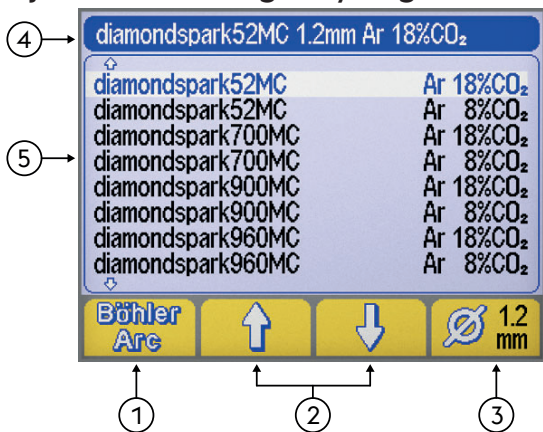 ④ diamondspark52MC 1.2mm Ar 18%CO₂
diamondspark52MC Ar 18%CO₂
diamondspark52MC Ar 8%CO₂
diamondspark700MC Ar 18%CO₂
⑤ diamondspark700MC Ar 8%CO₂
diamondspark900MC Ar 18%CO₂
diamondspark900MC Ar 8%CO₂
diamondspark960MC Ar 18%CO₂
diamondspark960MC Ar 8%CO₂
Böhler Arc
1.2 mm
① ② ③